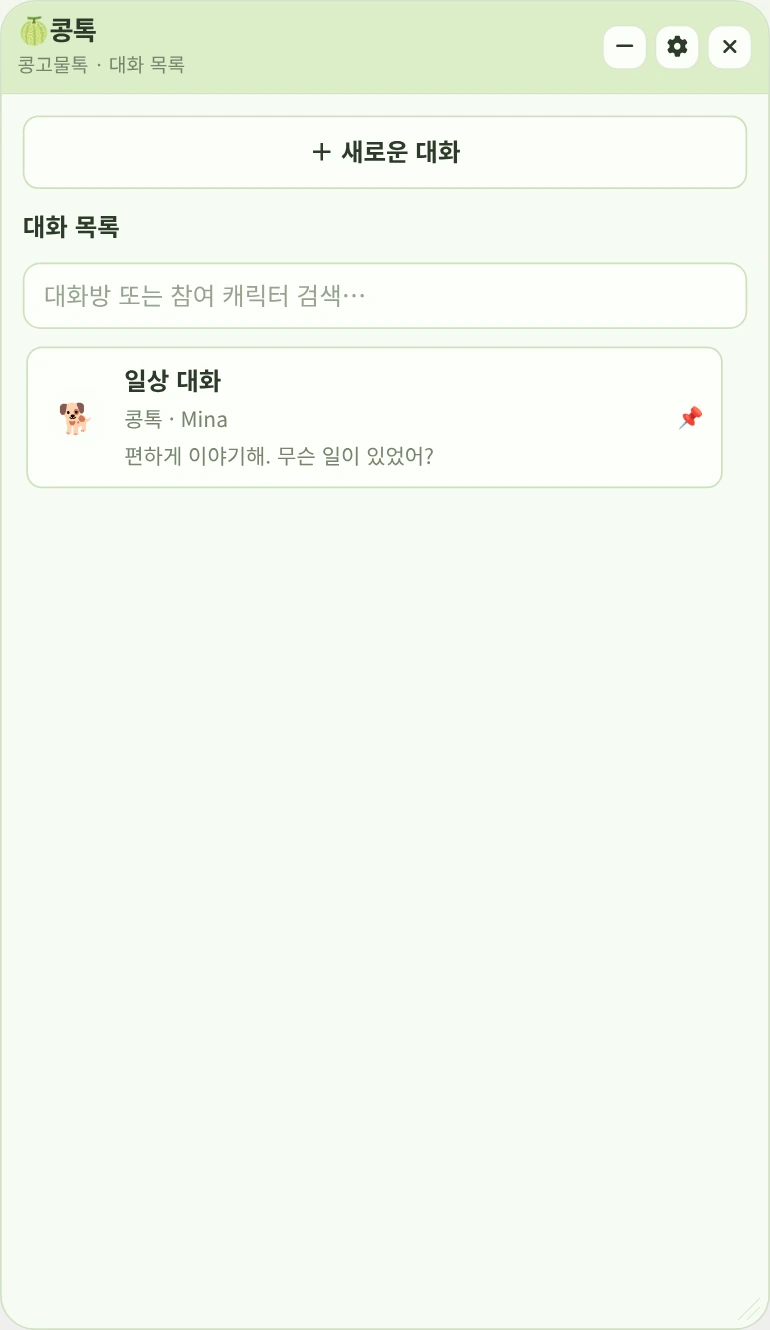 콩톡
콩고물톡 · 대화 목록
+ 새로운 대화
대화 목록
대화방 또는 참여 캐릭터 검색…
일상 대화
콩톡 · Mina
편하게 이야기해. 무슨 일이 있었어?